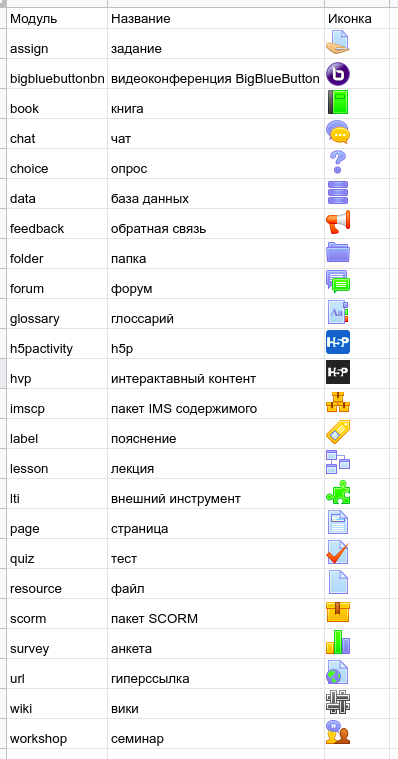 Модуль Название Иконка
assign задание
bigbluebuttonbn видеоконференция BigBlueButton b
book книга
chat чат
choice опрос ?
data база данных
feedback обратная связь
folder папка
forum форум
glossary глоссарий Aa
h5pactivity h5p H5P
hvp интерактавный контент H5P
imscp пакет IMS содержимого
label пояснение
lesson лекция
lti внешний инструмент
page страница
quiz тест
resource файл
scorm пакет SCORM
survey анкета
url гиперссылка
wiki вики
workshop семинар